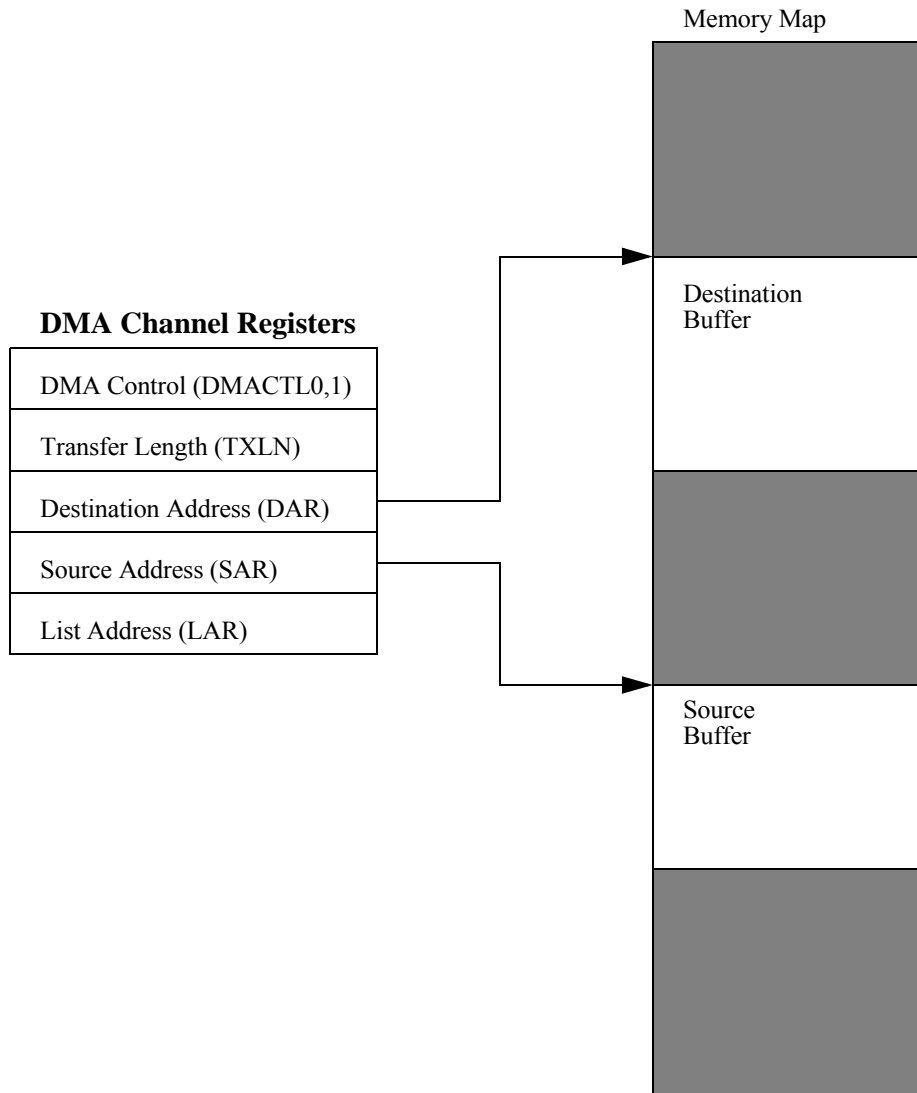 Memory Map
Destination
Buffer
DMA Channel Registers
DMA Control (DMACTL0,1)
Transfer Length (TXLN)
Destination Address (DAR)
Source Address (SAR)
List Address (LAR)
Source
Buffer